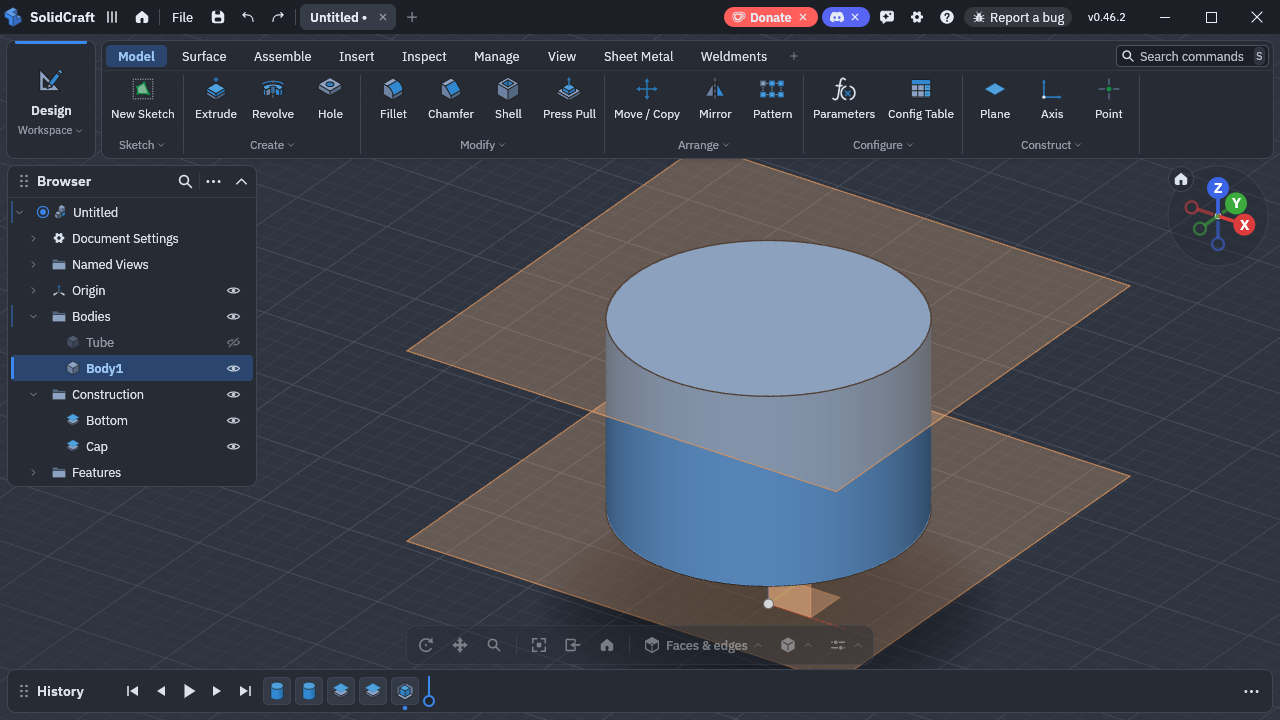 SolidCraft
File
Untitled •
Donate
Report a bug
v0.46.2
Design
Workspace
Model
Surface
Assemble
Insert
Inspect
Manage
View
Sheet Metal
Weldments
Search commands
S
New Sketch
Extrude
Revolve
Hole
Fillet
Chamfer
Shell
Press Pull
Move / Copy
Mirror
Pattern
Parameters
Config Table
Plane
Axis
Point
Sketch
Create
Modify
Arrange
Configure
Construct
Browser
Untitled
Document Settings
Named Views
Origin
Bodies
Tube
Body1
Construction
Bottom
Cap
Features
Z
Y
X
Faces & edges
History